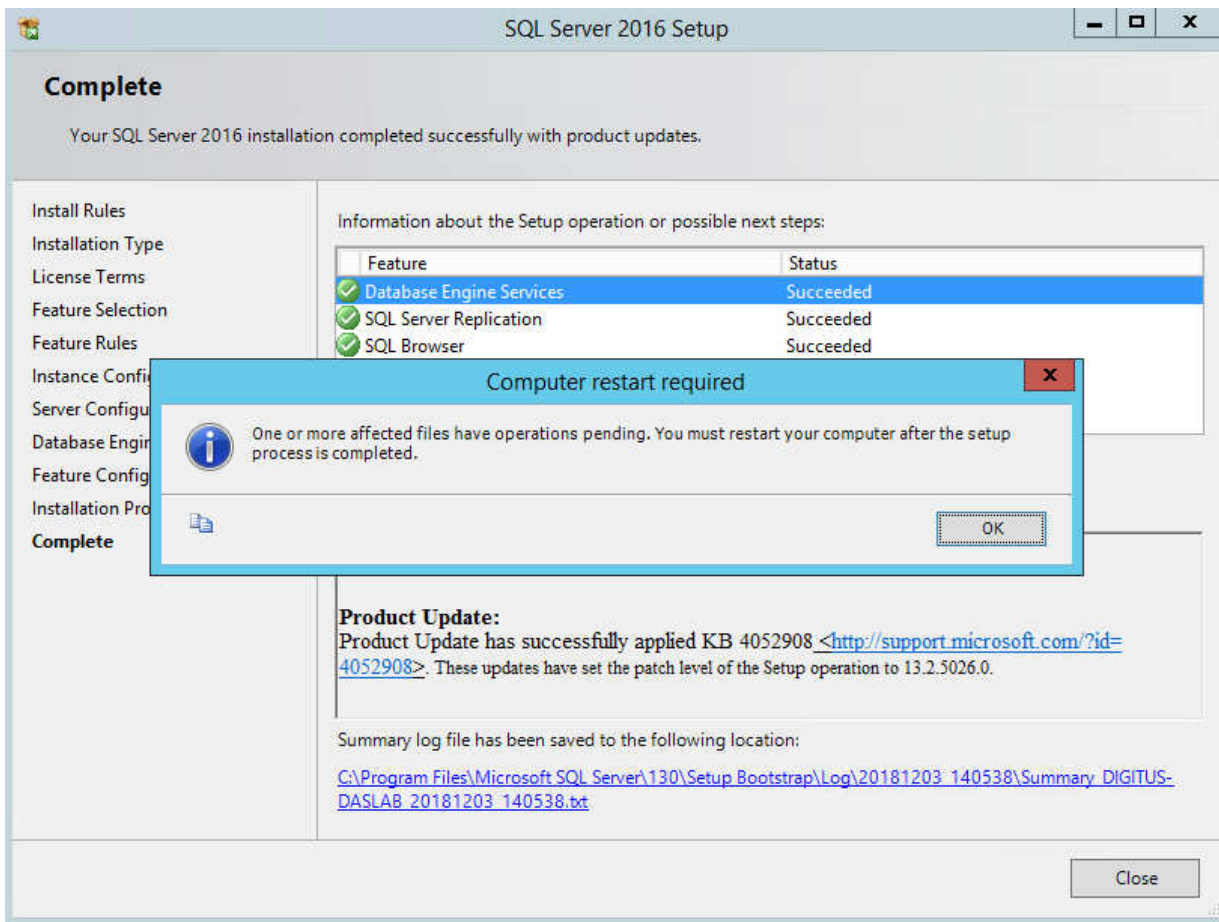 SQL Server 2016 Setup
Complete
Your SQL Server 2016 installation completed successfully with product updates.
Install Rules
Installation Type
License Terms
Feature Selection
Feature Rules
Instance Config
Server Configu
Database Engin
Feature Config
Installation Pro
Complete
Information about the Setup operation or possible next steps:
Feature Status
Database Engine Services Succeeded
SQL Server Replication Succeeded
SQL Browser Succeeded
Computer restart required
One or more affected files have operations pending. You must restart your computer after the setup
process is completed.
OK
Product Update:
Product Update has successfully applied KB 4052908 <http://support.microsoft.com/?id=
4052908>. These updates have set the patch level of the Setup operation to 13.2.5026.0.
Summary log file has been saved to the following location:
C:\Program Files\Microsoft SQL Server\130\Setup Bootstrap\Log\20181203_140538\Summary_DIGITUS-
DASLAB_20181203_140538.txt
Close